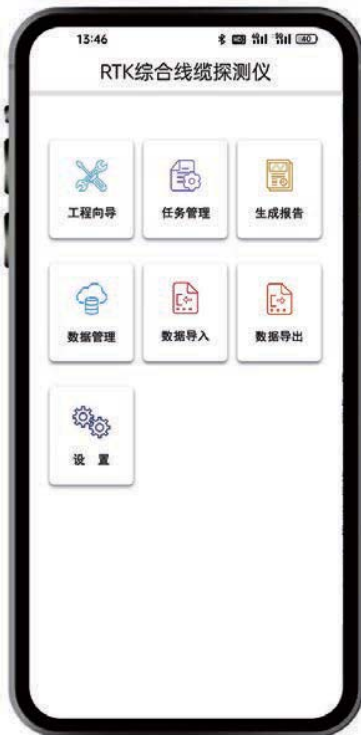 13:46
40
RTK综合线缆探测仪
工程向导 任务管理 生成报告
数据管理 数据导入 数据导出
设 置